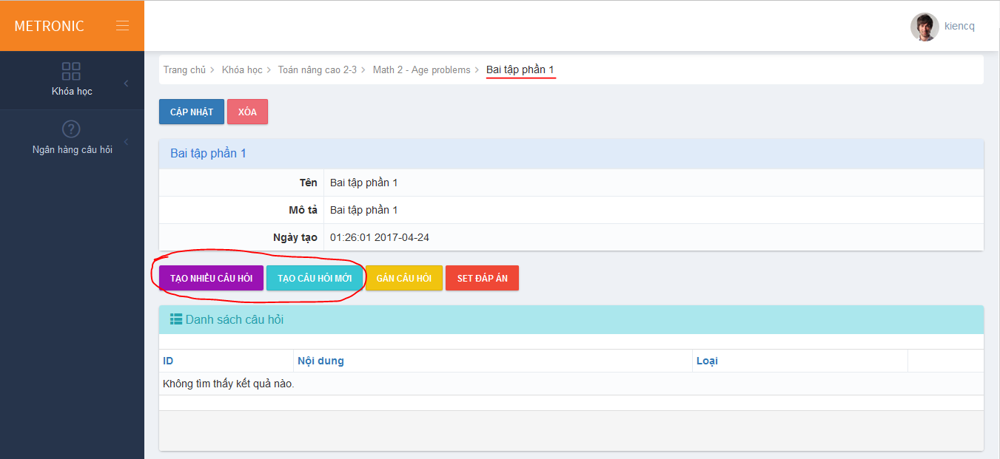 METRONIC
kiencq
Khóa học
Ngân hàng câu hỏi
Trang chủ > Khóa học > Toán nâng cao 2-3 > Math 2 - Age problems > Bai tập phần 1
CẬP NHẬT XÓA
Bai tập phần 1
Tên Bai tập phần 1
Mô tả Bai tập phần 1
Ngày tạo 01:26:01 2017-04-24
TẠO NHIỀU CÂU HỎI TẠO CÂU HỎI MỚI GÁN CÂU HỎI SET ĐÁP ÁN
Danh sách câu hỏi
ID Nội dung Loại
Không tìm thấy kết quả nào.